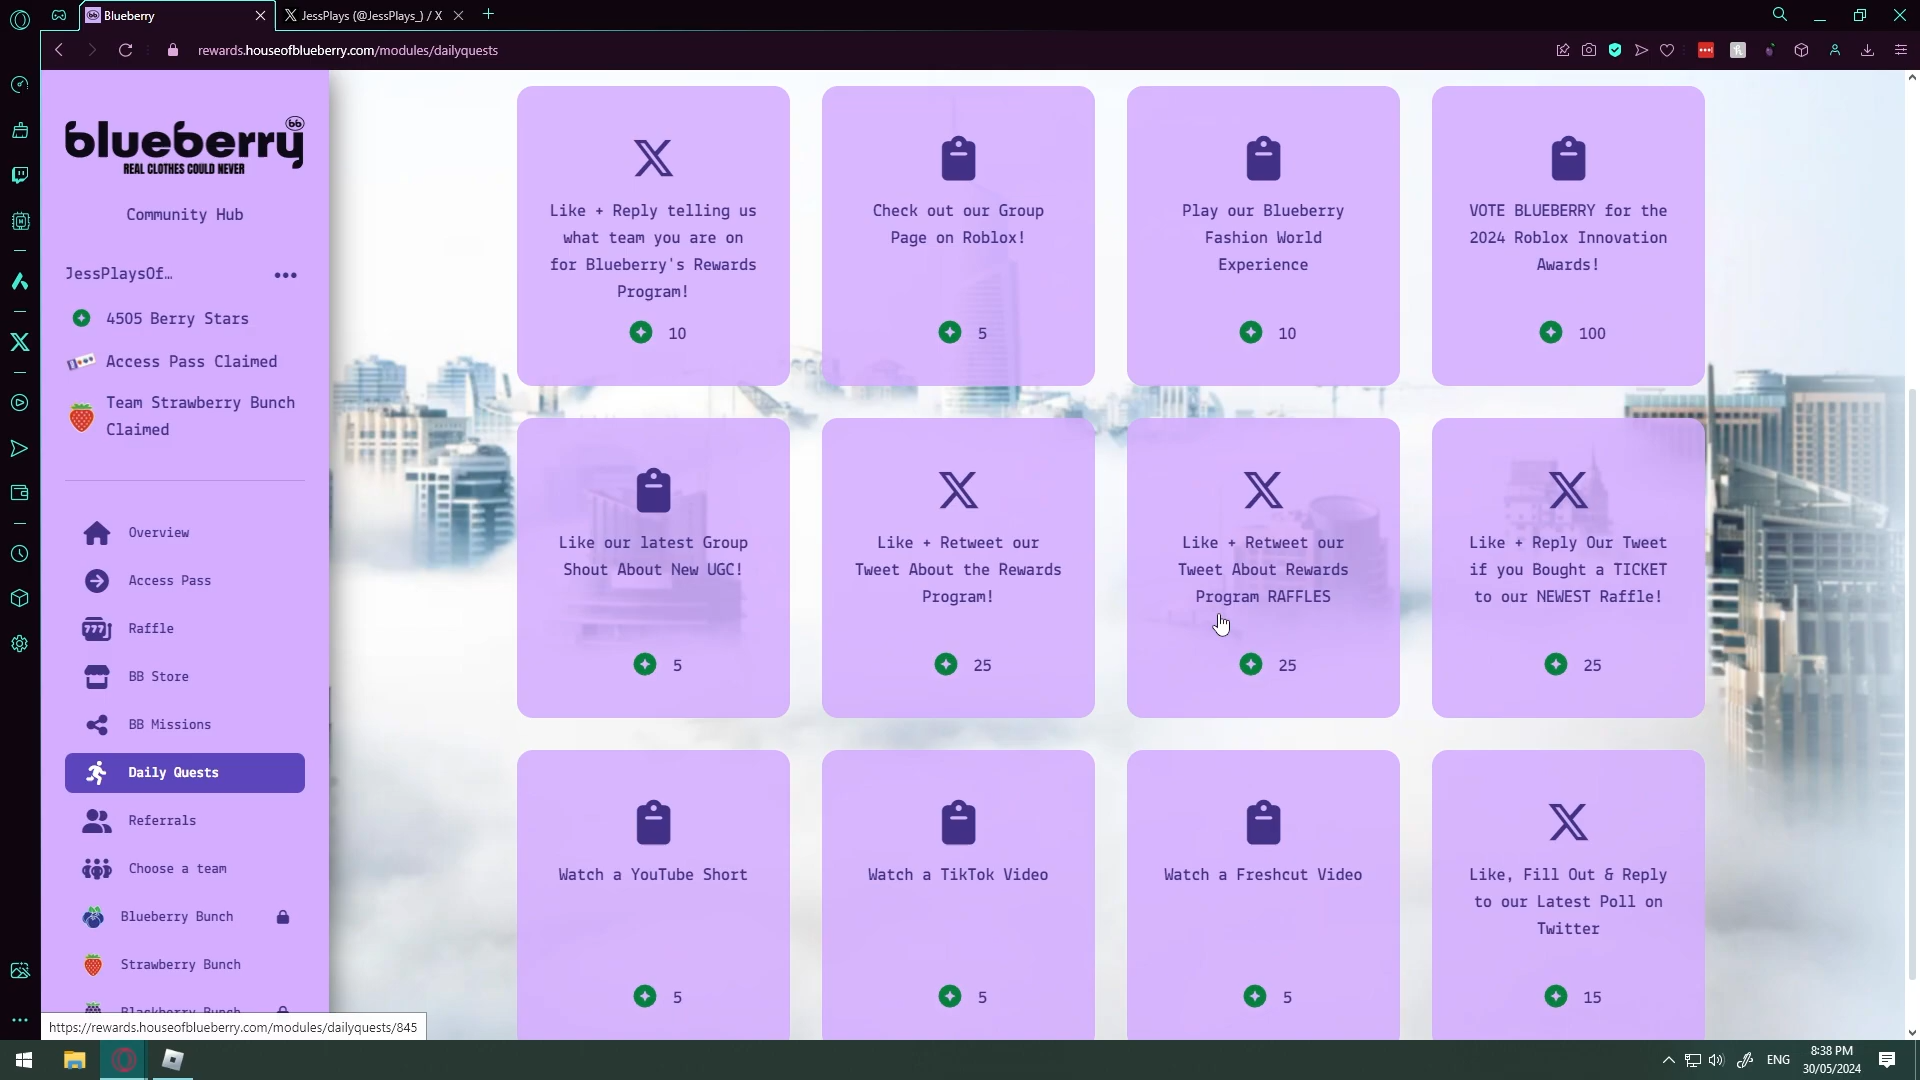 Blueberry
JessPlays (@JessPlays_) / X
rewards.houseofblueberry.com/modules/dailyquests
blueberry
bb
REAL CLOTHES COULD NEVER
Community Hub
JessPlaysOf…
4505 Berry Stars
Access Pass Claimed
Team Strawberry Bunch
Claimed
Overview
Access Pass
777
Raffle
BB Store
BB Missions
Daily Quests
Referrals
Choose a team
Blueberry Bunch
Strawberry Bunch
Blackberry Bunch
Like + Reply telling us
what team you are on
for Blueberry's Rewards
Program!
10
Check out our Group
Page on Roblox!
5
Play our Blueberry
Fashion World
Experience
10
VOTE BLUEBERRY for the
2024 Roblox Innovation
Awards!
100
Like our latest Group
Shout About New UGC!
5
Like + Retweet our
Tweet About the Rewards
Program!
25
Like + Retweet our
Tweet About Rewards
Program RAFFLES
25
Like + Reply Our Tweet
if you Bought a TICKET
to our NEWEST Raffle!
25
Watch a YouTube Short
5
Watch a TikTok Video
5
Watch a Freshcut Video
5
Like, Fill Out & Reply
to our Latest Poll on
Twitter
15
https://rewards.houseofblueberry.com/modules/dailyquests/845
ENG
8:38 PM
30/05/2024